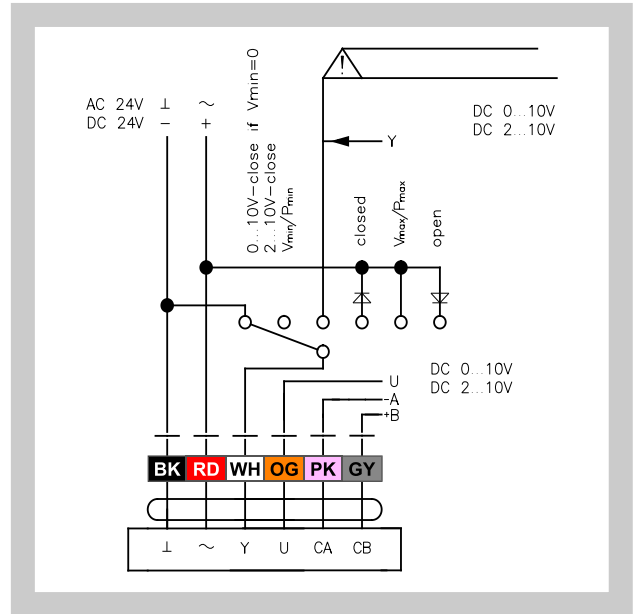 !
AC 24V ⊥ ~
DC 24V − +
DC 0...10V
DC 2...10V
Y
0...10V-close if Vmin=0
2...10V-close
Vmin/Pmin
closed
Vmax/Pmax
open
DC 0...10V
DC 2...10V
U
-A
+B
BK RD WH OG PK GY
⊥ ~ Y U CA CB